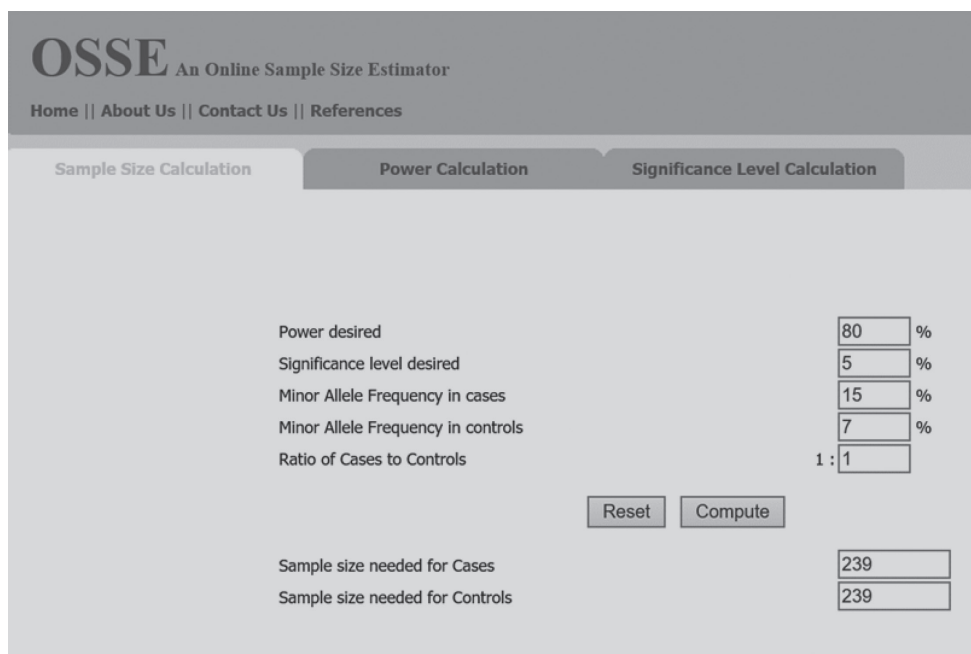 OSSE An Online Sample Size Estimator
Home || About Us || Contact Us || References
Sample Size Calculation Power Calculation Significance Level Calculation
Power desired 80 %
Significance level desired 5 %
Minor Allele Frequency in cases 15 %
Minor Allele Frequency in controls 7 %
Ratio of Cases to Controls 1 : 1
Reset Compute
Sample size needed for Cases 239
Sample size needed for Controls 239